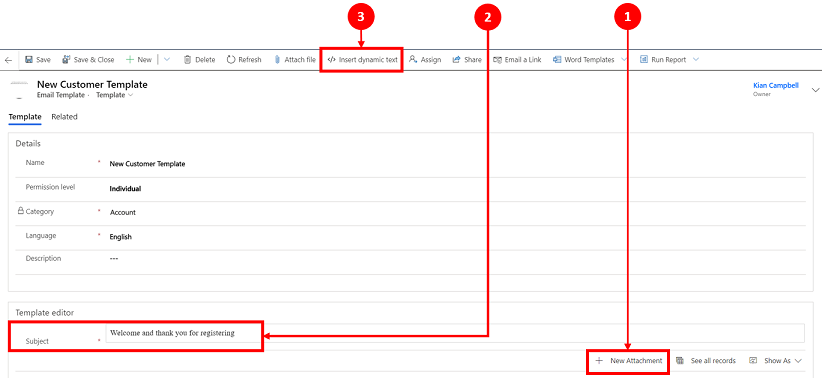 3 2 1
Save Save & Close New Delete Refresh Attach file </> Insert dynamic text Assign Share Email a Link Word Templates Run Report
New Customer Template
Email Template · Template
Kian Campbell
Owner
Template Related
Details
Name * New Customer Template
Permission level Individual
Category * Account
Language * English
Description ---
Template editor
Welcome and thank you for registering
Subject *
+ New Attachment See all records Show As